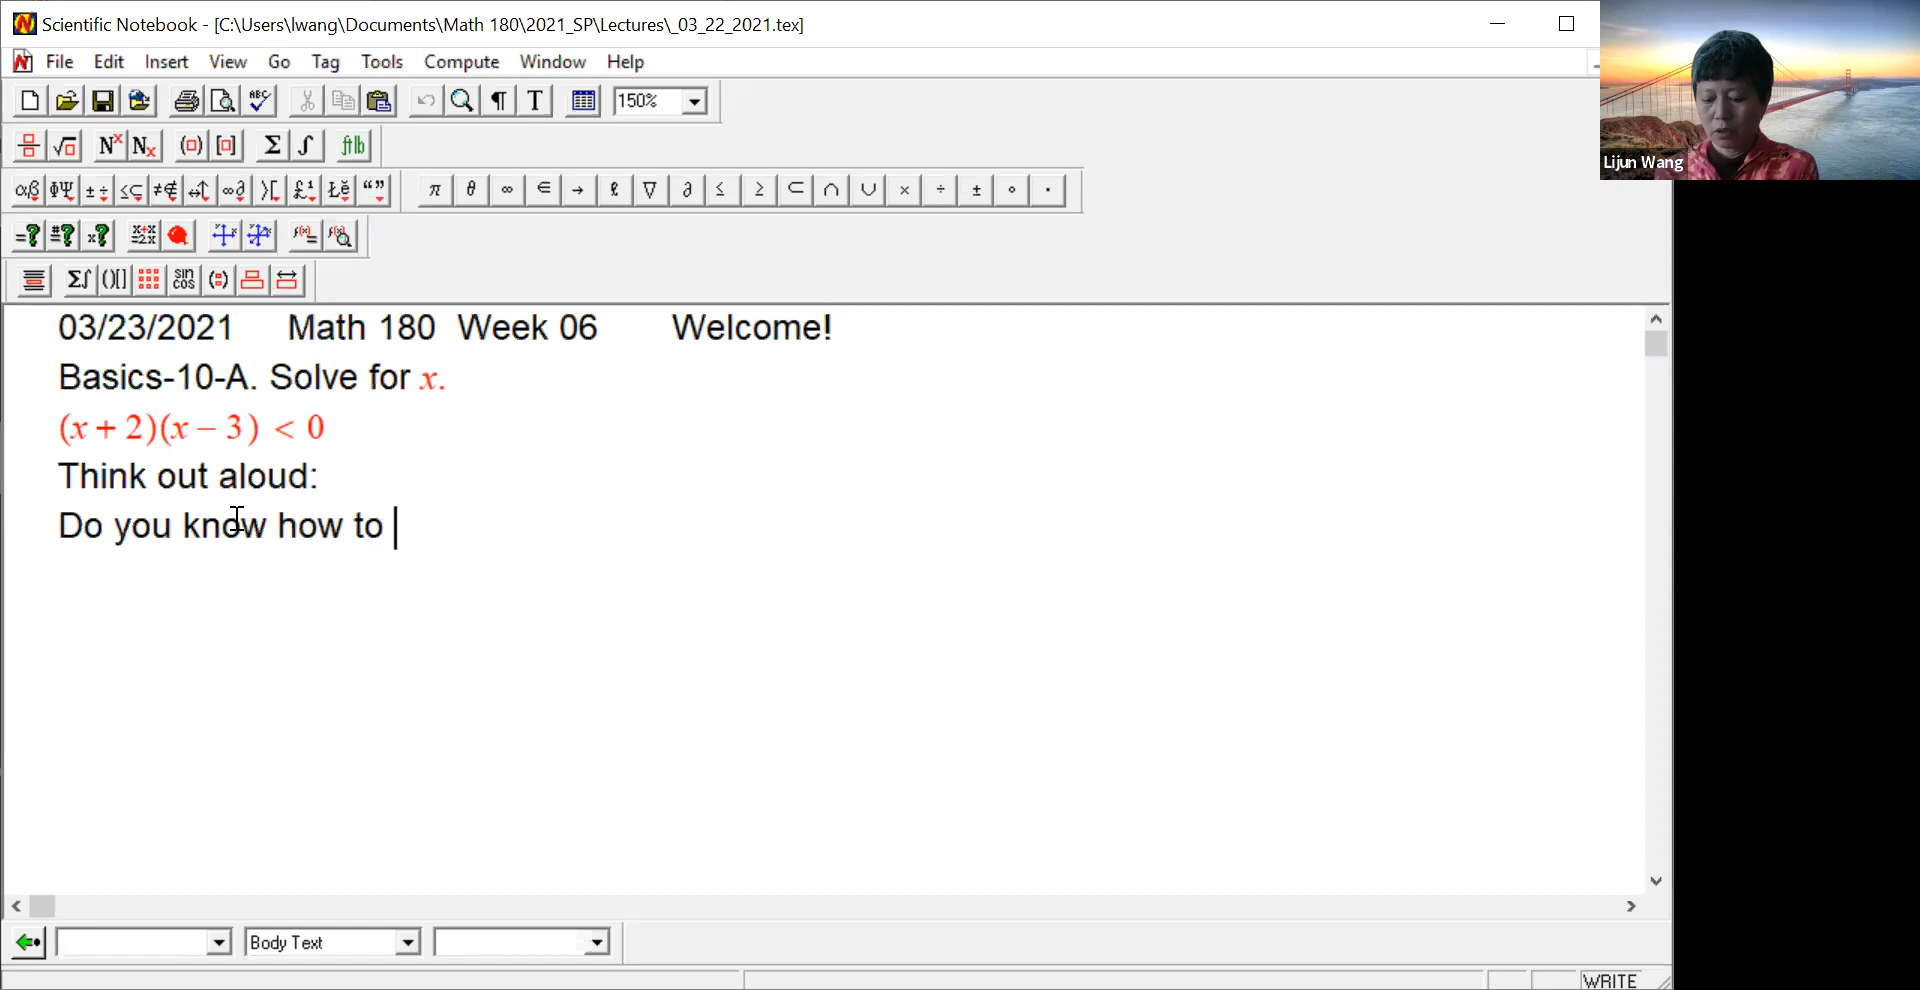 Scientific Notebook - [C:\Users\lwang\Documents\Math 180\2021_SP\Lectures\_03_22_2021.tex]
File Edit Insert View Go Tag Tools Compute Window Help
150%
Lijun Wang
03/23/2021 Math 180 Week 06 Welcome!
Basics-10-A. Solve for x.
(x + 2)(x − 3) < 0
Think out aloud:
Do you know how to
Body Text
WRITE